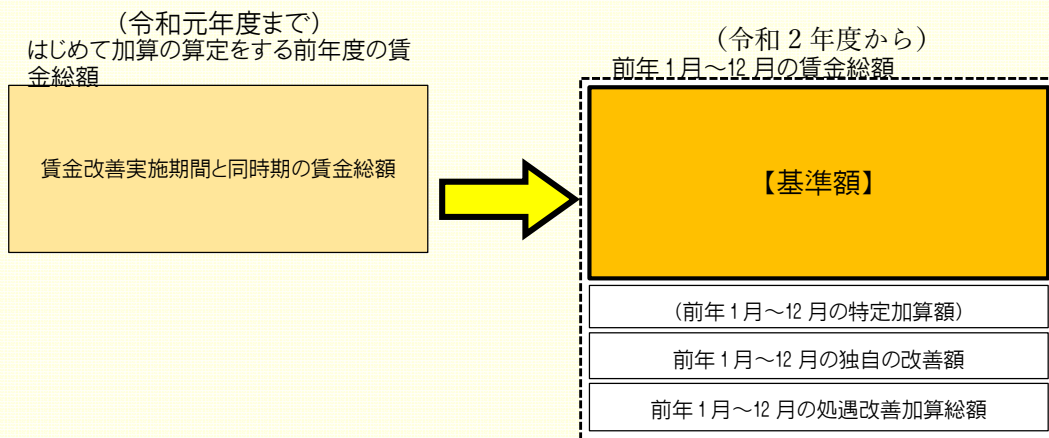 （令和元年度まで）
はじめて加算の算定をする前年度の賃
金総額
賃金改善実施期間と同時期の賃金総額
（令和２年度から）
前年１月～12 月の賃金総額
【基準額】
（前年１月～12 月の特定加算額）
前年１月～12 月の独自の改善額
前年１月～12 月の処遇改善加算総額